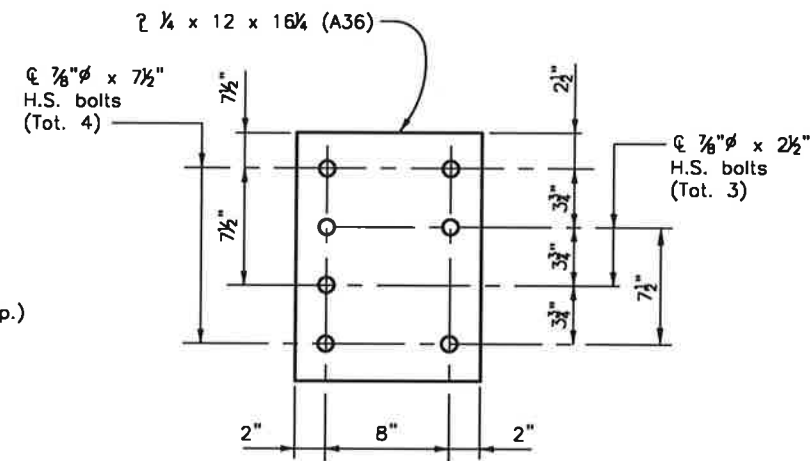 ⅊ ¼ x 12 x 16¼ (A36)
℄ ⅞"ø x 7½"
H.S. bolts
(Tot. 4)
7½"
2½"
℄ ⅞"ø x 2½"
H.S. bolts
(Tot. 3)
3¾"
7½"
3¾"
7½"
3¾"
p.)
2"
8"
2"